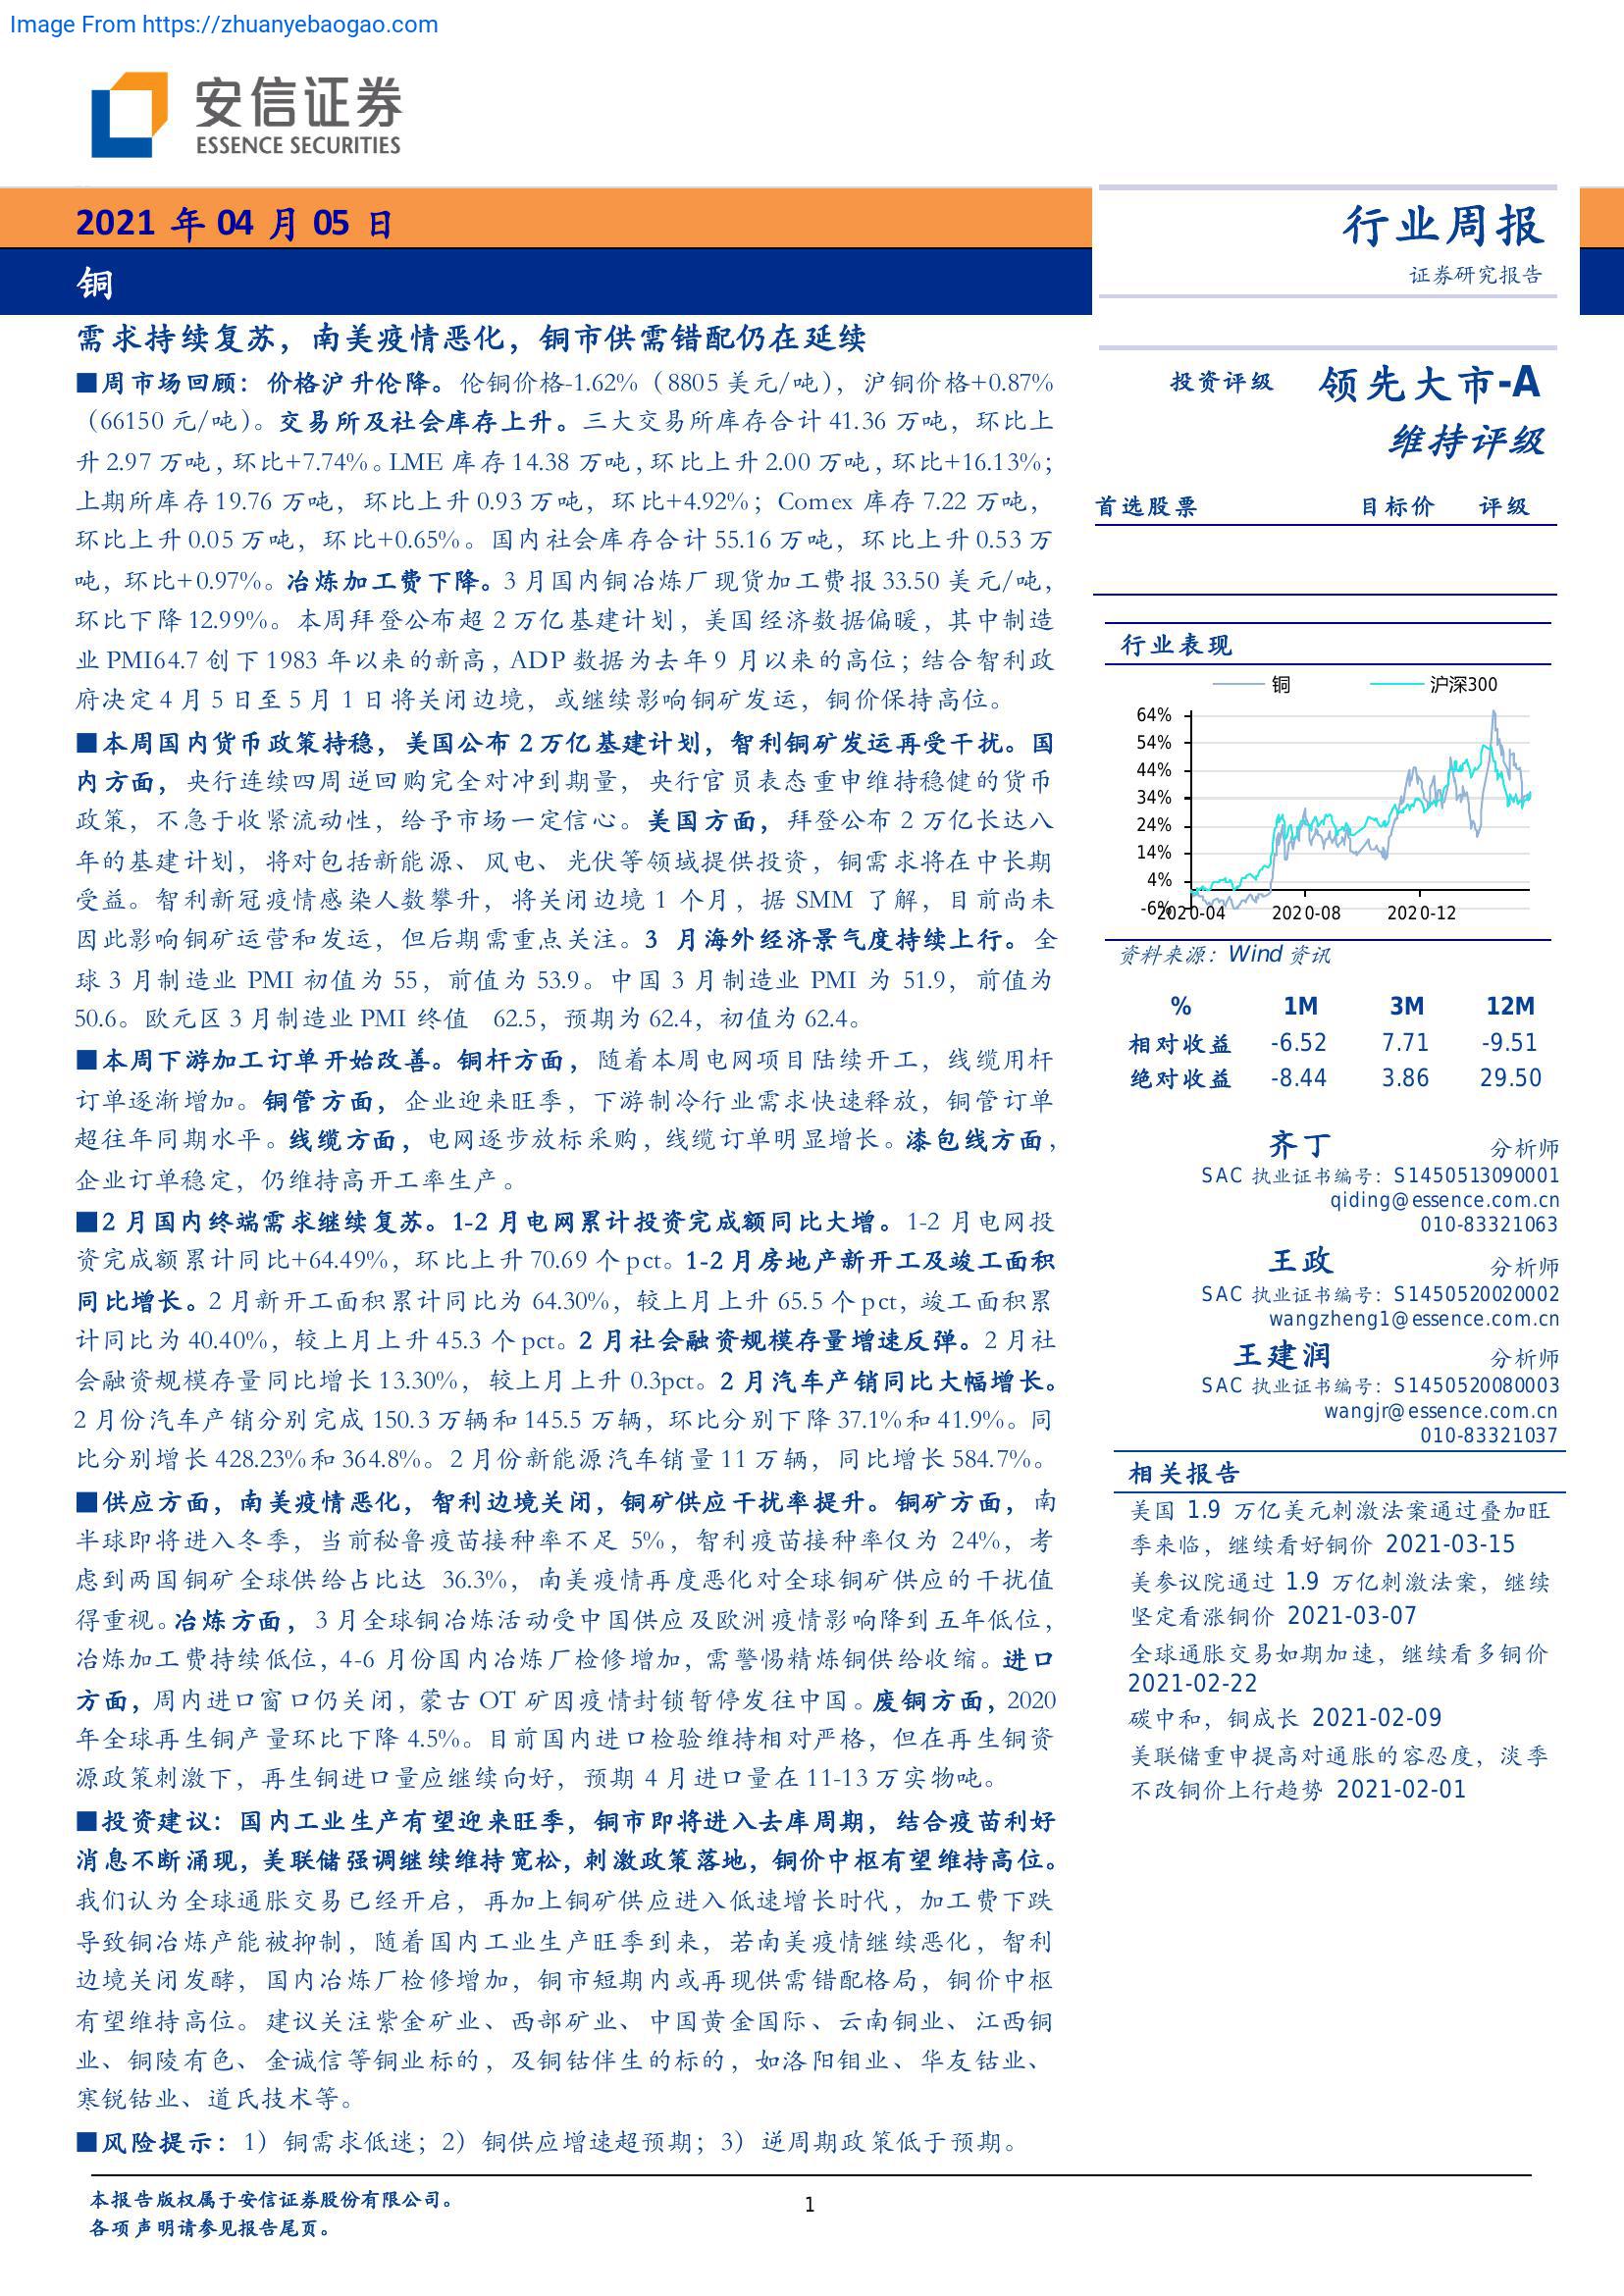 Image From https://zhuanyebaogao.com
安信证券
ESSENCE SECURITIES
2021 年 04 月 05 日
铜
行业周报
证券研究报告
需求持续复苏，南美疫情恶化，铜市供需错配仍在延续
■周市场回顾：价格沪升伦降。伦铜价格-1.62%（8805 美元/吨），沪铜价格+0.87%
（66150 元/吨）。交易所及社会库存上升。三大交易所库存合计 41.36 万吨，环比上
升 2.97 万吨，环比+7.74%。LME 库存 14.38 万吨，环比上升 2.00 万吨，环比+16.13%；
上期所库存 19.76 万吨，环比上升 0.93 万吨，环比+4.92%；Comex 库存 7.22 万吨，
环比上升 0.05 万吨，环比+0.65%。国内社会库存合计 55.16 万吨，环比上升 0.53 万
吨，环比+0.97%。冶炼加工费下降。3 月国内铜冶炼厂现货加工费报 33.50 美元/吨，
环比下降 12.99%。本周拜登公布超 2 万亿基建计划，美国经济数据偏暖，其中制造
业 PMI64.7 创下 1983 年以来的新高，ADP 数据为去年 9 月以来的高位；结合智利政
府决定 4 月 5 日至 5 月 1 日将关闭边境，或继续影响铜矿发运，铜价保持高位。
■本周国内货币政策持稳，美国公布 2 万亿基建计划，智利铜矿发运再受干扰。国
内方面，央行连续四周逆回购完全对冲到期量，央行官员表态重申维持稳健的货币
政策，不急于收紧流动性，给予市场一定信心。美国方面，拜登公布 2 万亿长达八
年的基建计划，将对包括新能源、风电、光伏等领域提供投资，铜需求将在中长期
受益。智利新冠疫情感染人数攀升，将关闭边境 1 个月，据 SMM 了解，目前尚未
因此影响铜矿运营和发运，但后期需重点关注。3 月海外经济景气度持续上行。全
球 3 月制造业 PMI 初值为 55，前值为 53.9。中国 3 月制造业 PMI 为 51.9，前值为
50.6。欧元区 3 月制造业 PMI 终值 62.5，预期为 62.4，初值为 62.4。
■本周下游加工订单开始改善。铜杆方面，随着本周电网项目陆续开工，线缆用杆
订单逐渐增加。铜管方面，企业迎来旺季，下游制冷行业需求快速释放，铜管订单
超往年同期水平。线缆方面，电网逐步放标采购，线缆订单明显增长。漆包线方面，
企业订单稳定，仍维持高开工率生产。
■2 月国内终端需求继续复苏。1-2 月电网累计投资完成额同比大增。1-2 月电网投
资完成额累计同比+64.49%，环比上升 70.69 个 pct。1-2 月房地产新开工及竣工面积
同比增长。2 月新开工面积累计同比为 64.30%，较上月上升 65.5 个 pct，竣工面积累
计同比为 40.40%，较上月上升 45.3 个 pct。2 月社会融资规模存量增速反弹。2 月社
会融资规模存量同比增长 13.30%，较上月上升 0.3pct。2 月汽车产销同比大幅增长。
2 月份汽车产销分别完成 150.3 万辆和 145.5 万辆，环比分别下降 37.1%和 41.9%。同
比分别增长 428.23%和 364.8%。2 月份新能源汽车销量 11 万辆，同比增长 584.7%。
■供应方面，南美疫情恶化，智利边境关闭，铜矿供应干扰率提升。铜矿方面，南
半球即将进入冬季，当前秘鲁疫苗接种率不足 5%，智利疫苗接种率仅为 24%，考
虑到两国铜矿全球供给占比达 36.3%，南美疫情再度恶化对全球铜矿供应的干扰值
得重视。冶炼方面，3 月全球铜冶炼活动受中国供应及欧洲疫情影响降到五年低位，
冶炼加工费持续低位，4-6 月份国内冶炼厂检修增加，需警惕精炼铜供给收缩。进口
方面，周内进口窗口仍关闭，蒙古 OT 矿因疫情封锁暂停发往中国。废铜方面，2020
年全球再生铜产量环比下降 4.5%。目前国内进口检验维持相对严格，但在再生铜资
源政策刺激下，再生铜进口量应继续向好，预期 4 月进口量在 11-13 万实物吨。
■投资建议：国内工业生产有望迎来旺季，铜市即将进入去库周期，结合疫苗利好
消息不断涌现，美联储强调继续维持宽松，刺激政策落地，铜价中枢有望维持高位。
我们认为全球通胀交易已经开启，再加上铜矿供应进入低速增长时代，加工费下跌
导致铜冶炼产能被抑制，随着国内工业生产旺季到来，若南美疫情继续恶化，智利
边境关闭发酵，国内冶炼厂检修增加，铜市短期内或再现供需错配格局，铜价中枢
有望维持高位。建议关注紫金矿业、西部矿业、中国黄金国际、云南铜业、江西铜
业、铜陵有色、金诚信等铜业标的，及铜钴伴生的标的，如洛阳钼业、华友钴业、
寒锐钴业、道氏技术等。
■风险提示：1）铜需求低迷；2）铜供应增速超预期；3）逆周期政策低于预期。
投资评级 领先大市-A
维持评级
首选股票 目标价 评级
行业表现
铜 沪深300
64%
54%
44%
34%
24%
14%
4%
-6%
2020-04 2020-08 2020-12
资料来源：Wind 资讯
% 1M 3M 12M
相对收益 -6.52 7.71 -9.51
绝对收益 -8.44 3.86 29.50
齐丁 分析师
SAC 执业证书编号：S1450513090001
qiding@essence.com.cn
010-83321063
王政 分析师
SAC 执业证书编号：S1450520020002
wangzheng1@essence.com.cn
王建润 分析师
SAC 执业证书编号：S1450520080003
wangjr@essence.com.cn
010-83321037
相关报告
美国 1.9 万亿美元刺激法案通过叠加旺
季来临，继续看好铜价 2021-03-15
美参议院通过 1.9 万亿刺激法案，继续
坚定看涨铜价 2021-03-07
全球通胀交易如期加速，继续看多铜价
2021-02-22
碳中和，铜成长 2021-02-09
美联储重申提高对通胀的容忍度，淡季
不改铜价上行趋势 2021-02-01
本报告版权属于安信证券股份有限公司。
各项声明请参见报告尾页。
1